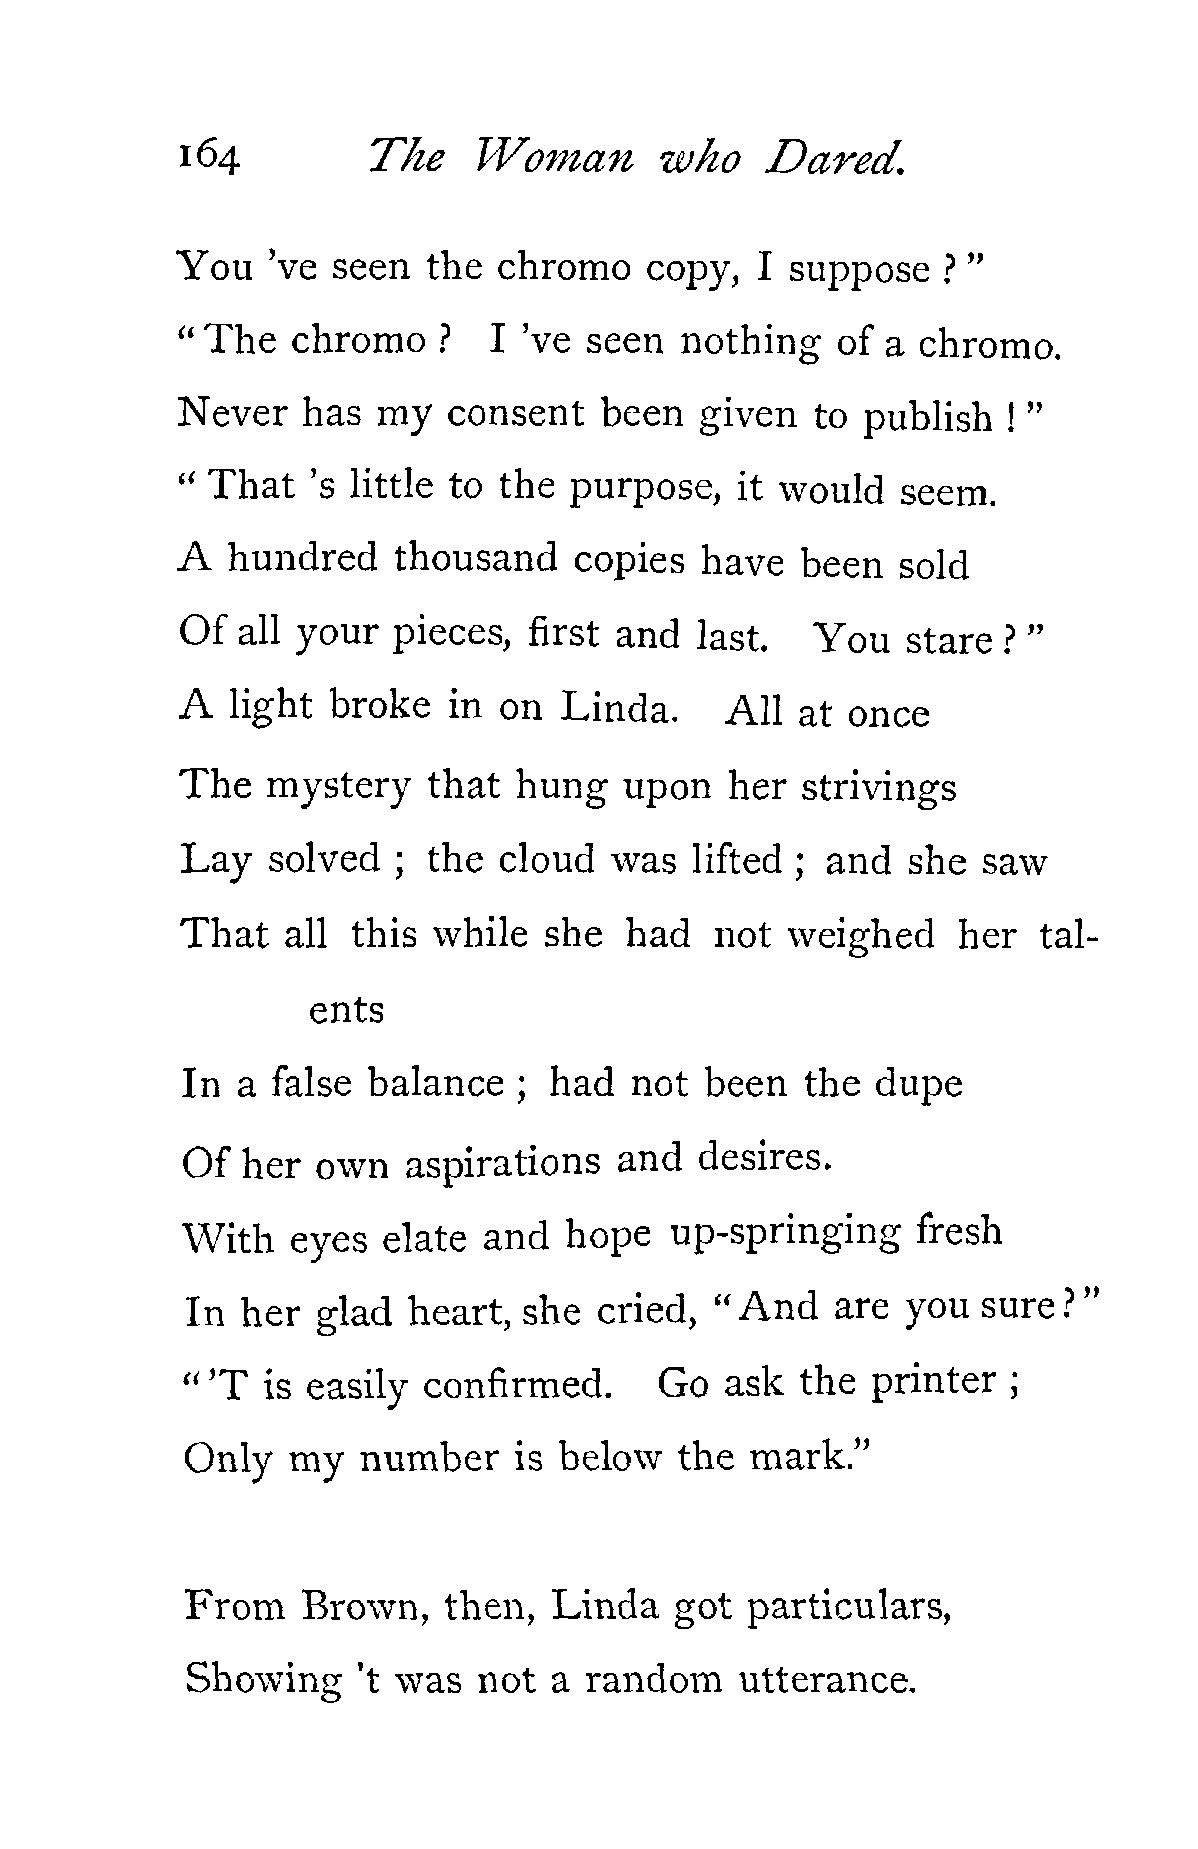 164 The Woman who Dared.
You 've seen the chromo copy, I suppose ? ”
“ The chromo ? I 've seen nothing of a chromo.
Never has my consent been given to publish ! ”
“ That 's little to the purpose, it would seem.
A hundred thousand copies have been sold
Of all your pieces, first and last. You stare ? ”
A light broke in on Linda. All at once
The mystery that hung upon her strivings
Lay solved ; the cloud was lifted ; and she saw
That all this while she had not weighed her tal-
ents
In a false balance ; had not been the dupe
Of her own aspirations and desires.
With eyes elate and hope up-springing fresh
In her glad heart, she cried, “ And are you sure ? ”
“ 'T is easily confirmed. Go ask the printer ;
Only my number is below the mark.”
From Brown, then, Linda got particulars,
Showing 't was not a random utterance.